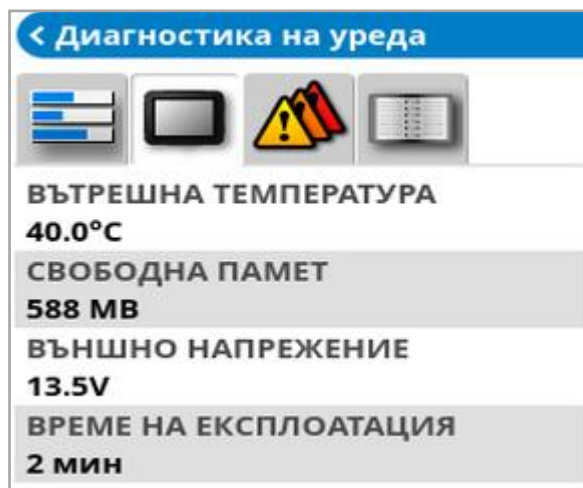 < Диагностика на уреда
ВЪТРЕШНА ТЕМПЕРАТУРА
40.0°C
СВОБОДНА ПАМЕТ
588 MB
ВЪНШНО НАПРЕЖЕНИЕ
13.5V
ВРЕМЕ НА ЕКСПЛОАТАЦИЯ
2 мин